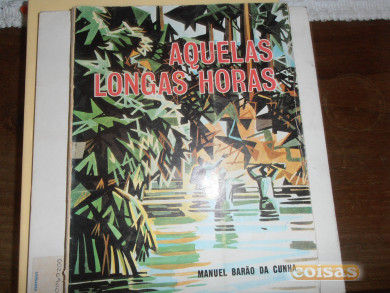 AQUELAS
LONGAS HORAS
MANUEL BARÃO DA CUNHA
coisas